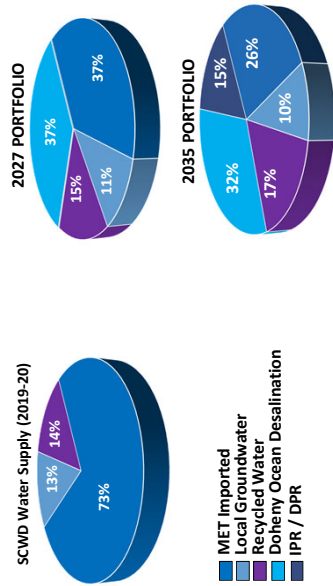 SCWD Water Supply (2019-20)
13%
14%
73%
MET Imported
Local Groundwater
Recycled Water
Doheny Ocean Desalination
IPR / DPR
2027 PORTFOLIO
37%
37%
15%
11%
2035 PORTFOLIO
15%
32%
26%
10%
17%